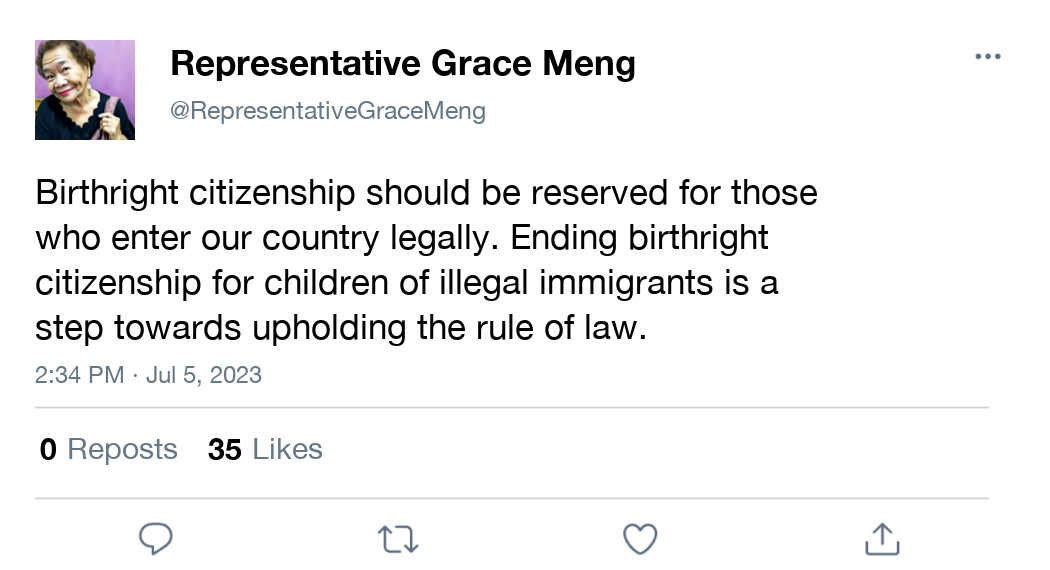 Representative Grace Meng
@RepresentativeGraceMeng
Birthright citizenship should be reserved for those
who enter our country legally. Ending birthright
citizenship for children of illegal immigrants is a
step towards upholding the rule of law.
2:34 PM · Jul 5, 2023
0 Reposts 35 Likes